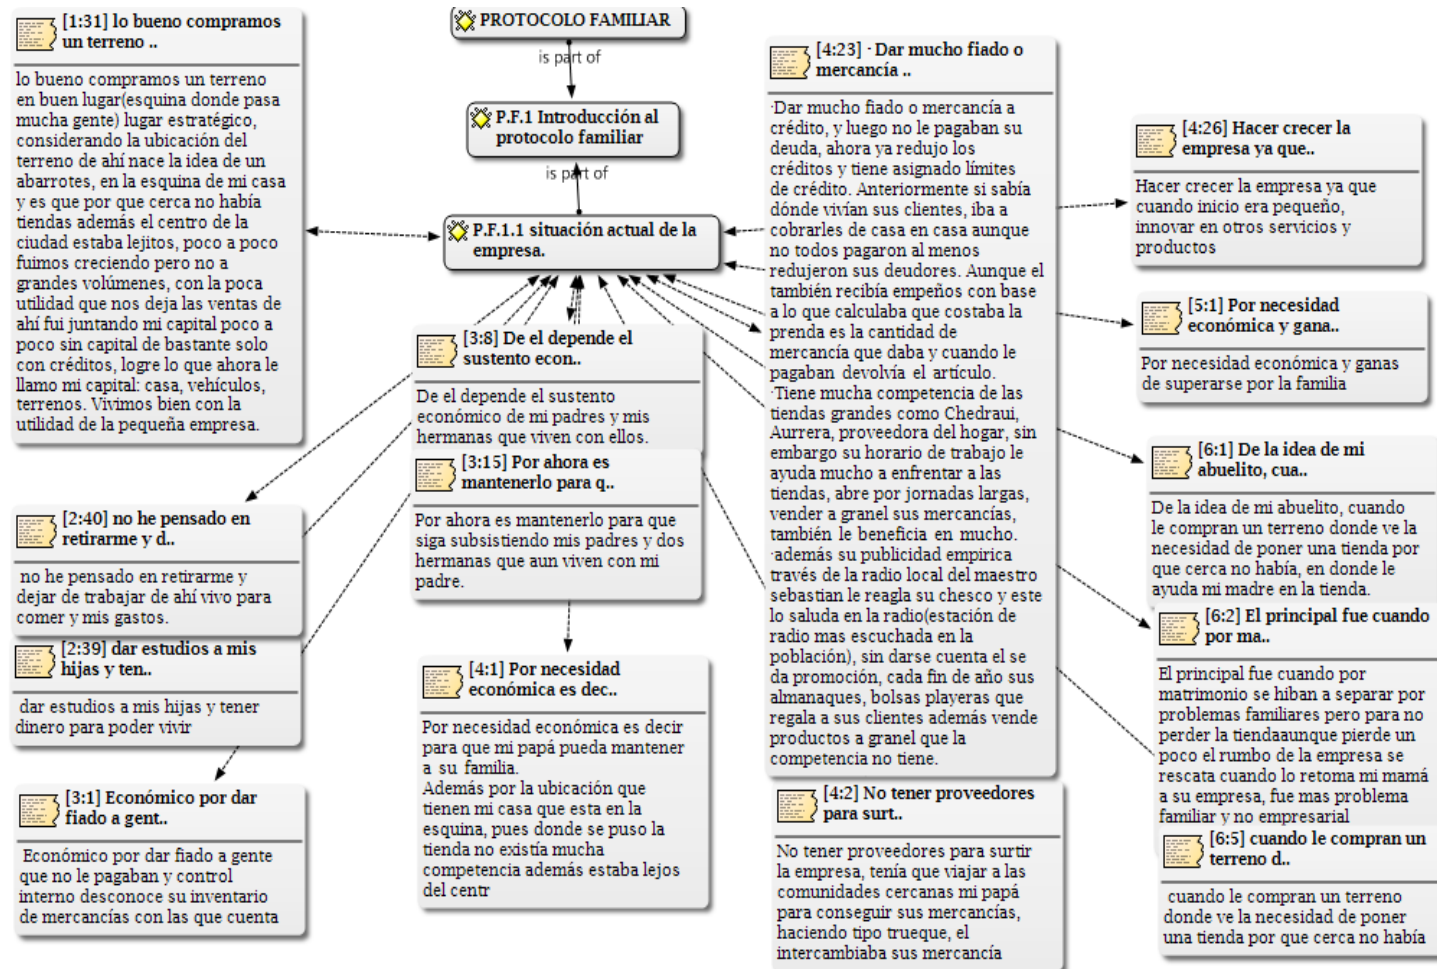 [1:31] lo bueno compramos
un terreno ..
lo bueno compramos un terreno
en buen lugar(esquina donde pasa
mucha gente) lugar estratégico,
considerando la ubicación del
terreno de ahí nace la idea de un
abarrotes, en la esquina de mi casa
y es que por que cerca no había
tiendas además el centro de la
ciudad estaba lejitos, poco a poco
fuimos creciendo pero no a
grandes volúmenes, con la poca
utilidad que nos deja las ventas de
ahí fui juntando mi capital poco a
poco sin capital de bastante solo
con créditos, logre lo que ahora le
llamo mi capital: casa, vehículos,
terrenos. Vivimos bien con la
utilidad de la pequeña empresa.
[2:40] no he pensado en
retirarme y d..
no he pensado en retirarme y
dejar de trabajar de ahí vivo para
comer y mis gastos.
[2:39] dar estudios a mis
hijas y ten..
dar estudios a mis hijas y tener
dinero para poder vivir
[3:1] Económico por dar
fiado a gent..
Económico por dar fiado a gente
que no le pagaban y control
interno desconoce su inventario
de mercancías con las que cuenta
PROTOCOLO FAMILIAR
is part of
P.F.1 Introducción al
protocolo familiar
is part of
P.F.1.1 situación actual de la
empresa.
[3:8] De el depende el
sustento econ..
De el depende el sustento
económico de mi padres y mis
hermanas que viven con ellos.
[3:15] Por ahora es
mantenerlo para q..
Por ahora es mantenerlo para que
siga subsistiendo mis padres y dos
hermanas que aun viven con mi
padre.
[4:1] Por necesidad
económica es dec..
Por necesidad económica es decir
para que mi papá pueda mantener
a su familia.
Además por la ubicación que
tienen mi casa que esta en la
esquina, pues donde se puso la
tienda no existía mucha
competencia además estaba lejos
del centr
[4:23] · Dar mucho fiado o
mercancía ..
·Dar mucho fiado o mercancía a
crédito, y luego no le pagaban su
deuda, ahora ya redujo los
créditos y tiene asignado límites
de crédito. Anteriormente si sabía
dónde vivían sus clientes, iba a
cobrarles de casa en casa aunque
no todos pagaron al menos
redujeron sus deudores. Aunque el
también recibía empeños con base
a lo que calculaba que costaba la
prenda es la cantidad de
mercancía que daba y cuando le
pagaban devolvía el artículo.
·Tiene mucha competencia de las
tiendas grandes como Chedraui,
Aurrera, proveedora del hogar, sin
embargo su horario de trabajo le
ayuda mucho a enfrentar a las
tiendas, abre por jornadas largas,
vender a granel sus mercancías,
también le beneficia en mucho.
·además su publicidad empirica
través de la radio local del maestro
sebastian le reagla su chesco y este
lo saluda en la radio(estación de
radio mas escuchada en la
población), sin darse cuenta el se
da promoción, cada fin de año sus
almanaques, bolsas playeras que
regala a sus clientes además vende
productos a granel que la
competencia no tiene.
[4:2] No tener proveedores
para surt..
No tener proveedores para surtir
la empresa, tenía que viajar a las
comunidades cercanas mi papá
para conseguir sus mercancías,
haciendo tipo trueque, el
intercambiaba sus mercancía
[4:26] Hacer crecer la
empresa ya que..
Hacer crecer la empresa ya que
cuando inicio era pequeño,
innovar en otros servicios y
productos
[5:1] Por necesidad
económica y gana..
Por necesidad económica y ganas
de superarse por la familia
[6:1] De la idea de mi
abuelito, cua..
De la idea de mi abuelito, cuando
le compran un terreno donde ve la
necesidad de poner una tienda por
que cerca no había, en donde le
ayuda mi madre en la tienda.
[6:2] El principal fue cuando
por ma..
El principal fue cuando por
matrimonio se hiban a separar por
problemas familiares pero para no
perder la tiendaaunque pierde un
poco el rumbo de la empresa se
rescata cuando lo retoma mi mamá
a su empresa, fue mas problema
familiar y no empresarial
[6:5] cuando le compran un
terreno d..
cuando le compran un terreno
donde ve la necesidad de poner
una tienda por que cerca no había